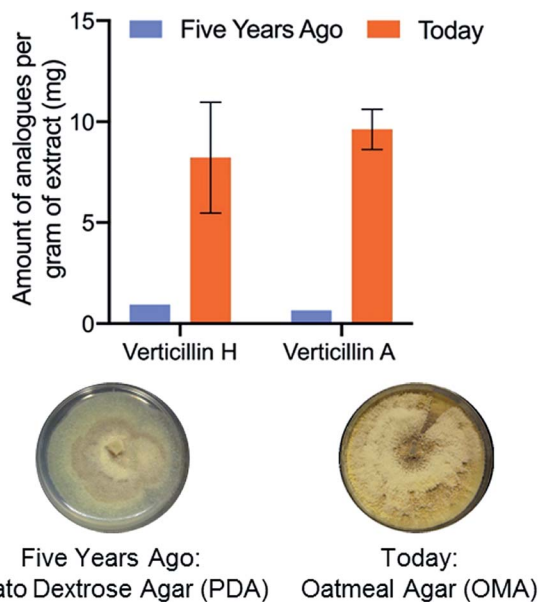 15
Five Years Ago
Today
10
5
0
Amount of analogues per
gram of extract (mg)
Verticillin H
Verticillin A
Five Years Ago:
ato Dextrose Agar (PDA)
Today:
Oatmeal Agar (OMA)